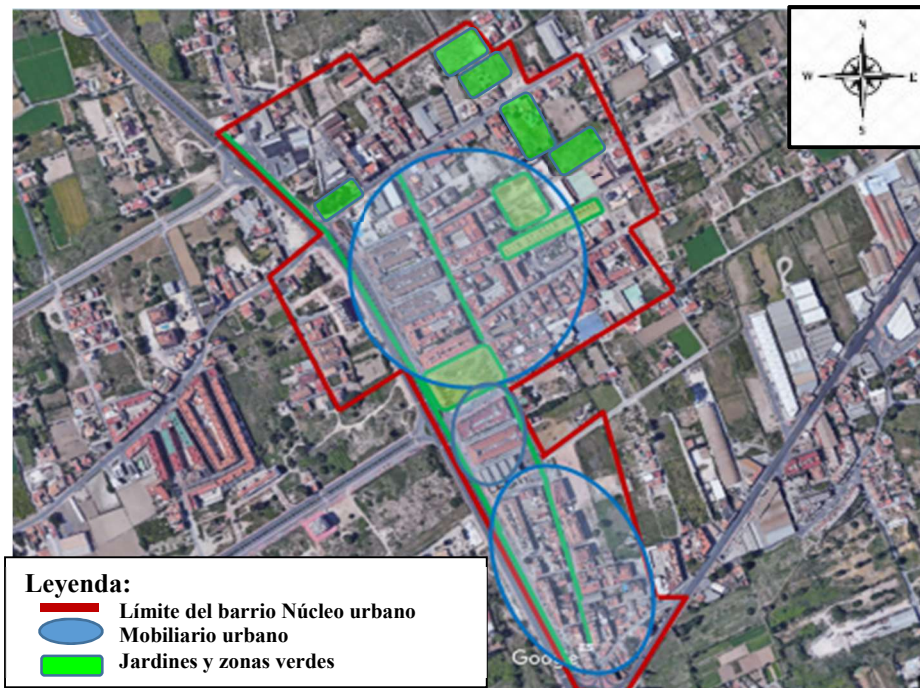 N
W E
S
Leyenda:
Límite del barrio Núcleo urbano
Mobiliario urbano
Jardines y zonas verdes
Google